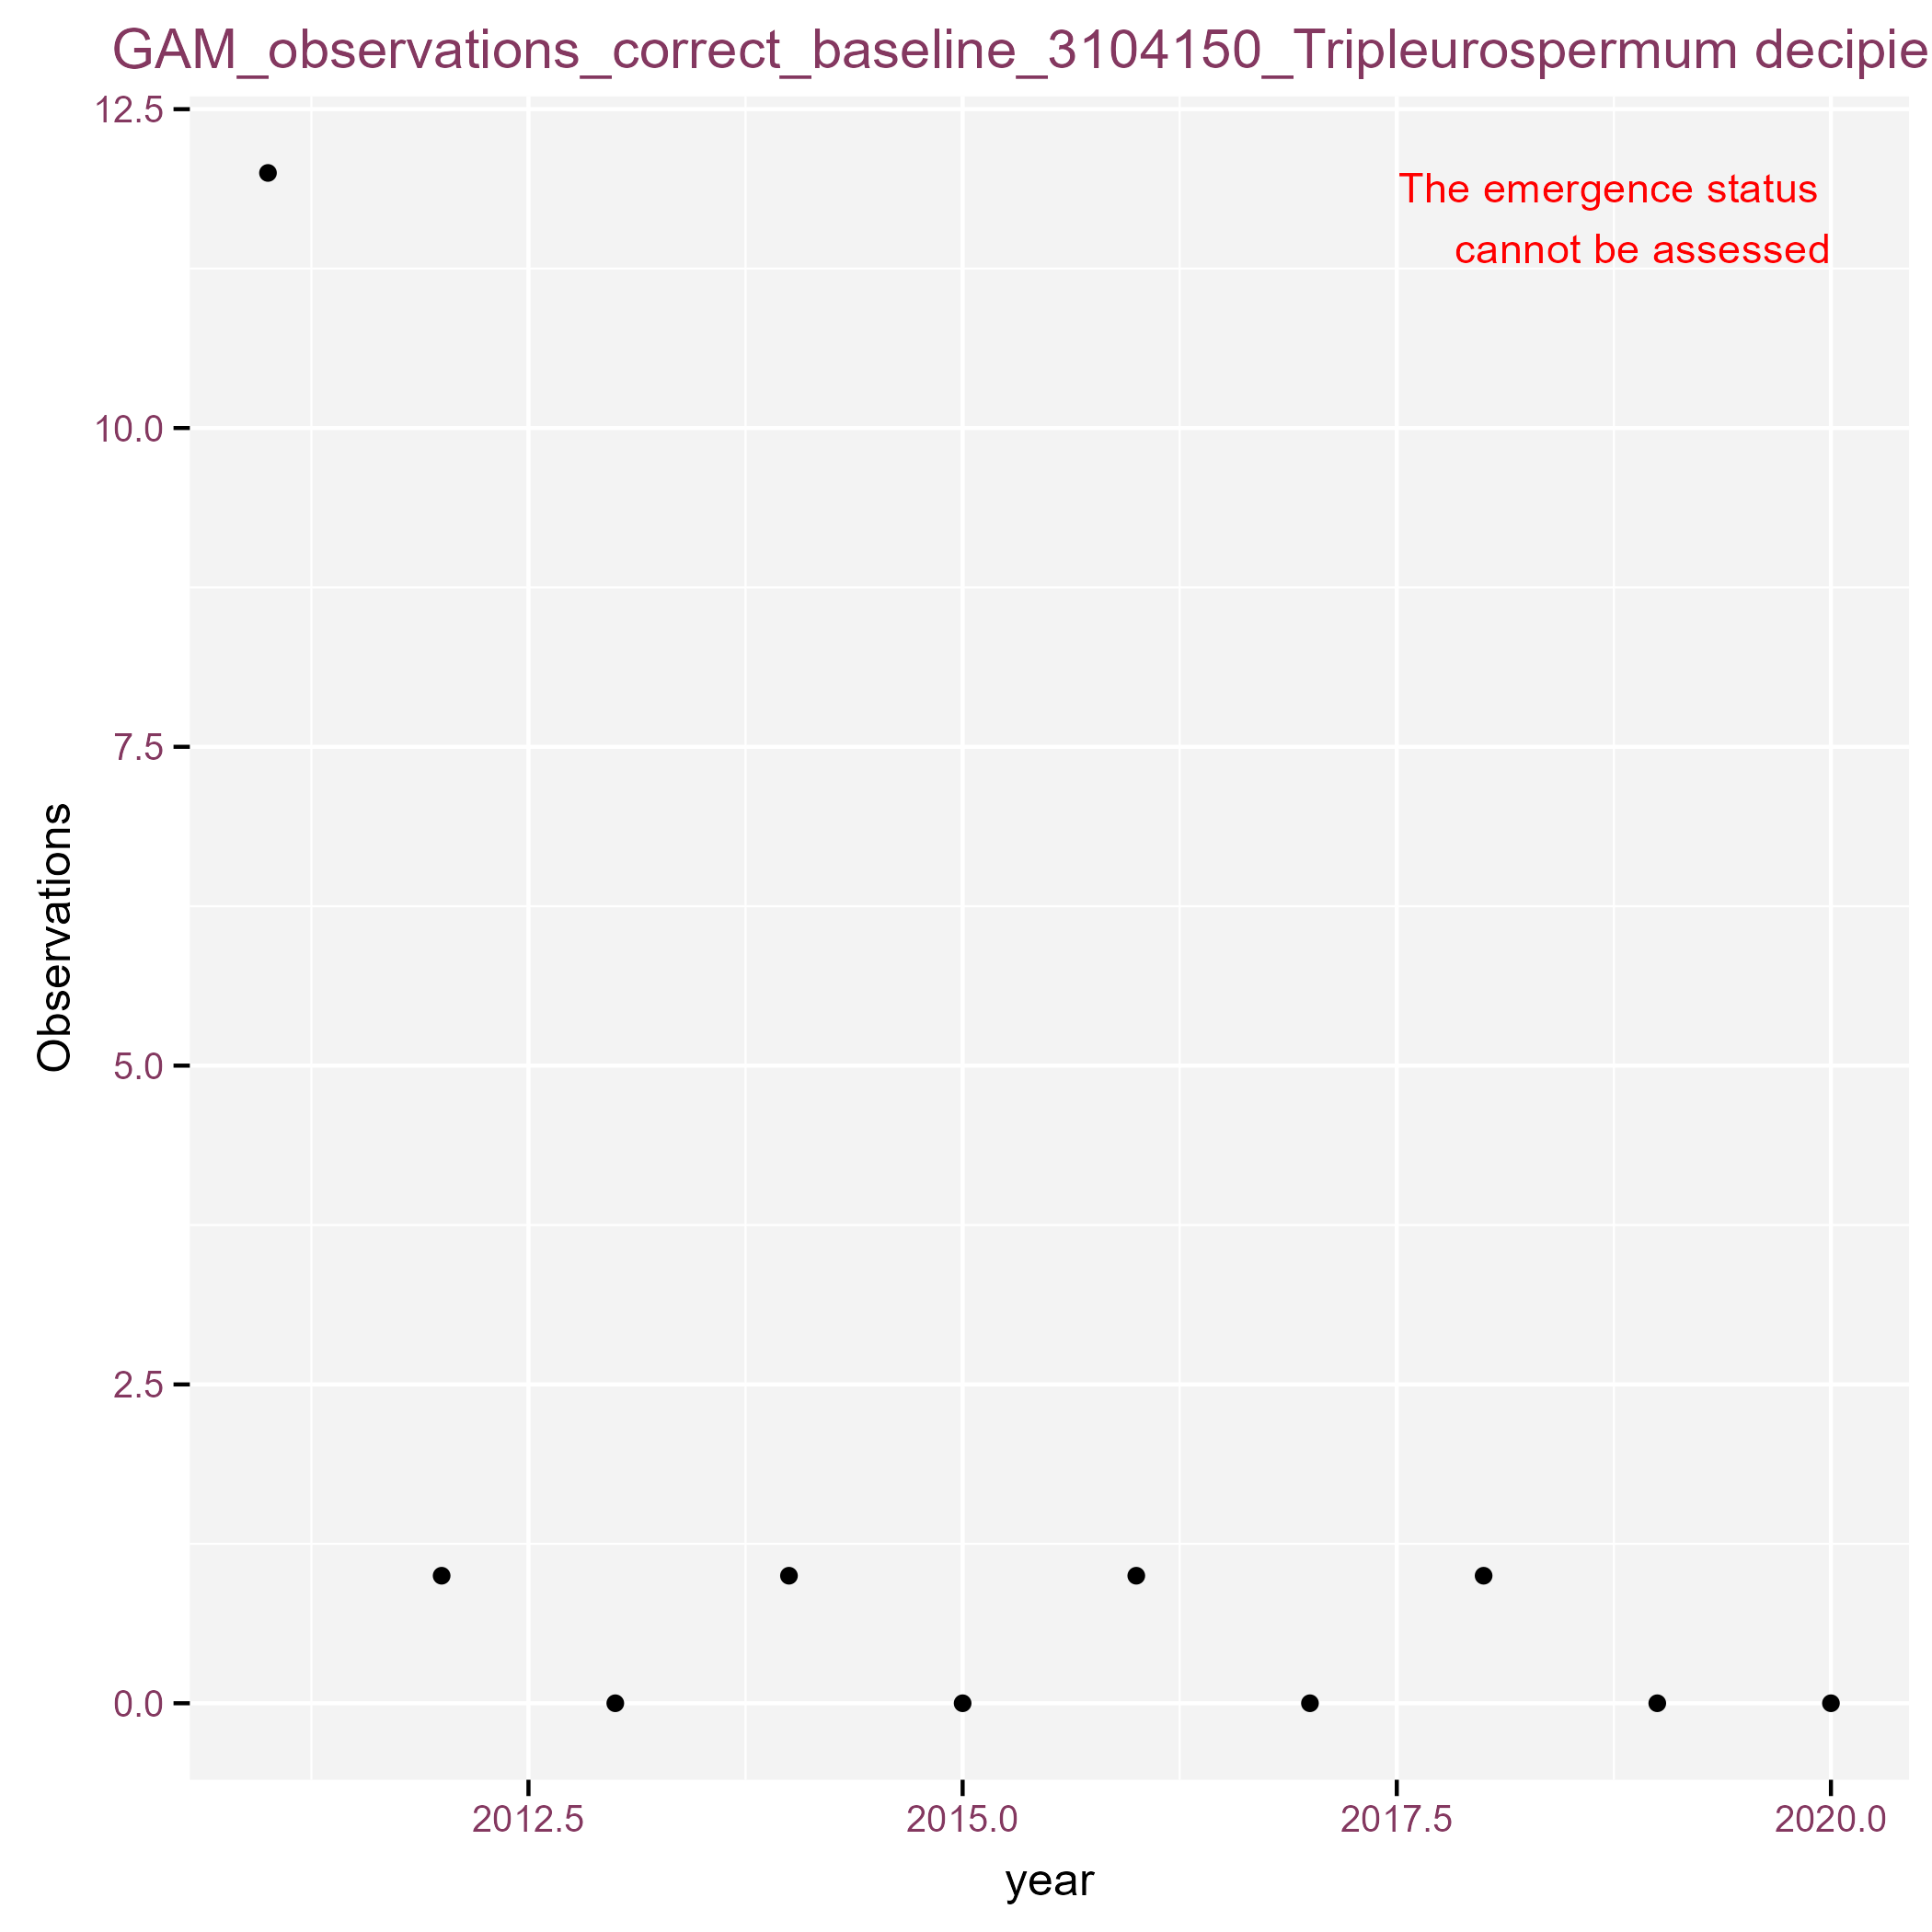 GAM_observations_correct_baseline_3104150_Tripleurospermum decipie
12.5
The emergence status
cannot be assessed
10.0
7.5
Observations
5.0
2.5
0.0
2012.5 2015.0 2017.5 2020.0
year